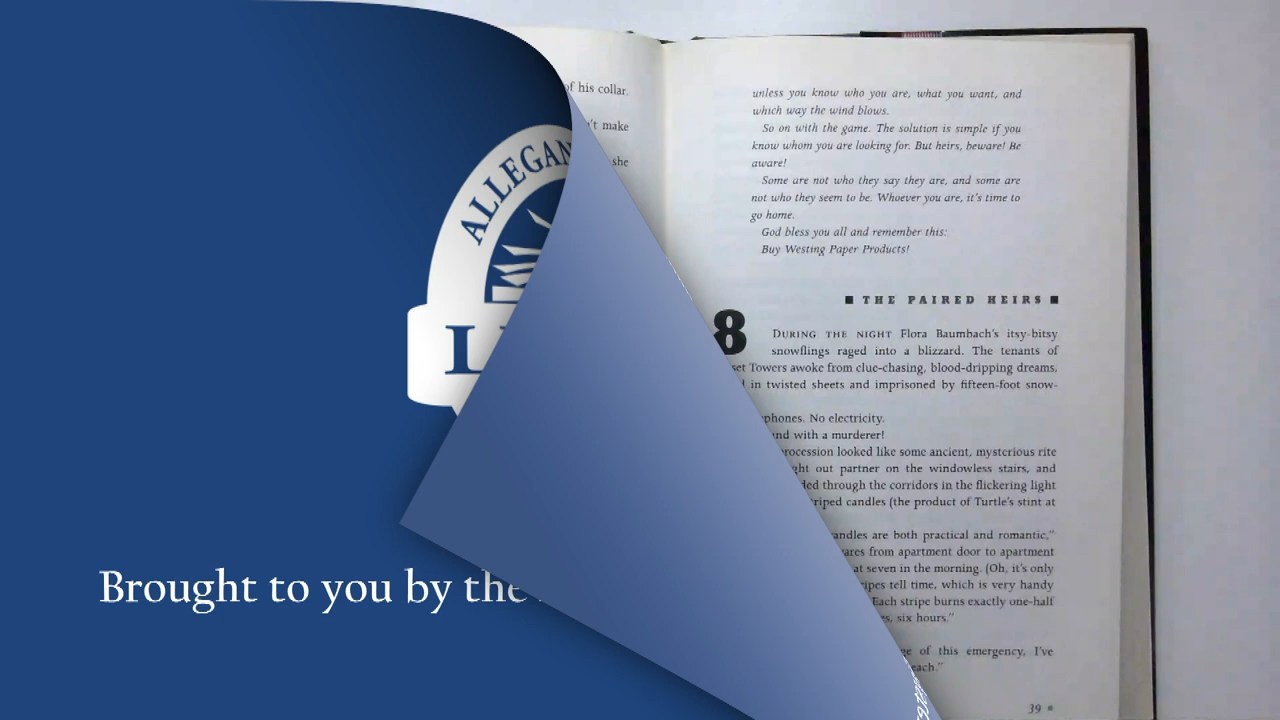 ALLEGAN
L
Brought to you by the
of his collar.
't make
she
unless you know who you are, what you want, and
which way the wind blows.
So on with the game. The solution is simple if you
know whom you are looking for. But heirs, beware! Be
aware!
Some are not who they say they are, and some are
not who they seem to be. Whoever you are, it's time to
go home.
God bless you all and remember this:
Buy Westing Paper Products!
■ THE PAIRED HEIRS ■
8
DURING THE NIGHT Flora Baumbach's itsy-bitsy
snowflings raged into a blizzard. The tenants of
set Towers awoke from clue-chasing, blood-dripping dreams,
in twisted sheets and imprisoned by fifteen-foot snow-
phones. No electricity.
nd with a murderer!
rocession looked like some ancient, mysterious rite
ght out partner on the windowless stairs, and
ded through the corridors in the flickering light
riped candles (the product of Turtle's stint at
andles are both practical and romantic,"
ares from apartment door to apartment
at seven in the morning. (Oh, it's only
ipes tell time, which is very handy
Each stripe burns exactly one-half
s, six hours."
ge of this emergency, I've
each."
39 ■